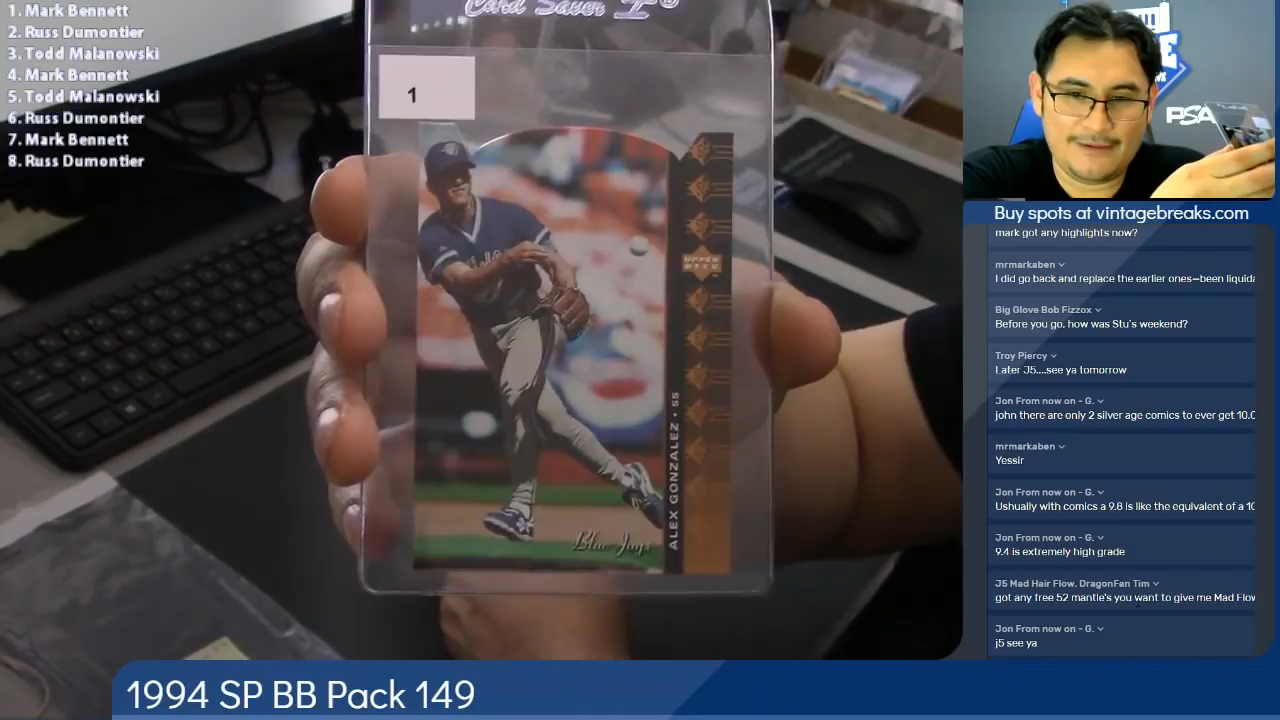 1. Mark Bennett
2. Russ Dumontier
3. Todd Malanowski
4. Mark Bennett
5. Todd Malanowski
6. Russ Dumontier
7. Mark Bennett
8. Russ Dumontier
Card Saver I®
1
UPPER
DECK
ALEX GONZALEZ • SS
Blue Jays
PSA
Buy spots at vintagebreaks.com
mark got any highlights now?
mrmarkaben
I did go back and replace the earlier ones—been liquida
Big Glove Bob Fizzox
Before you go, how was Stu's weekend?
Troy Piercy
Later J5....see ya tomorrow
Jon From now on - G.
john there are only 2 silver age comics to ever get 10.0
mrmarkaben
Yessir
Jon From now on - G.
Ushually with comics a 9.8 is like the equivalent of a 10
Jon From now on - G.
9.4 is extremely high grade
J5 Mad Hair Flow. DragonFan Tim
got any free 52 mantle's you want to give me Mad Flow
Jon From now on - G.
j5 see ya
1994 SP BB Pack 149